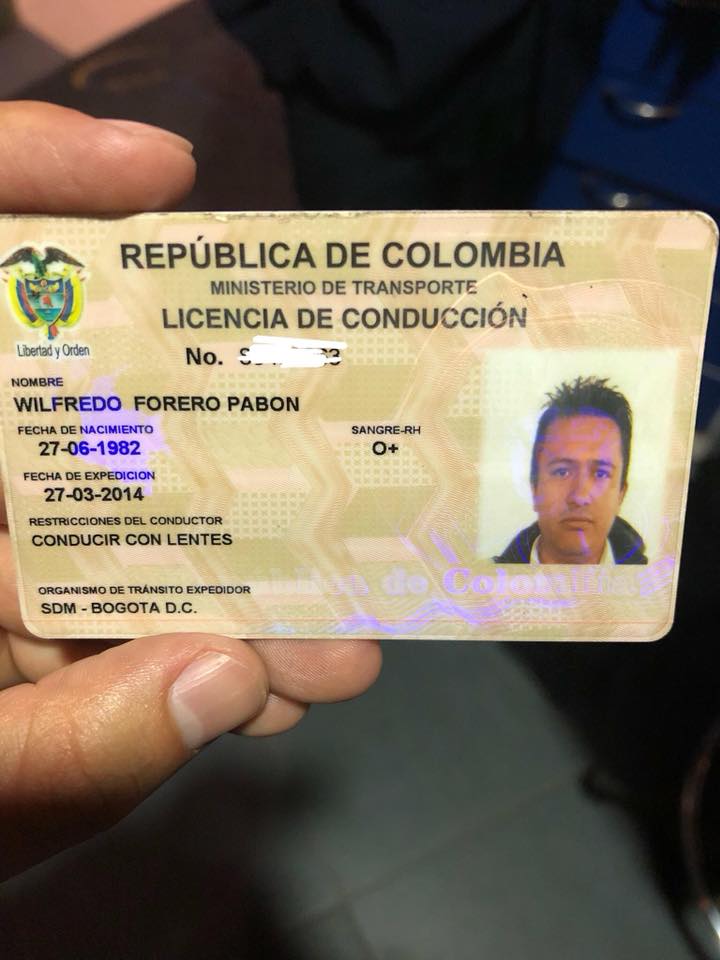 REPÚBLICA DE COLOMBIA
MINISTERIO DE TRANSPORTE
LICENCIA DE CONDUCCIÓN
Libertad y Orden
No.
NOMBRE
WILFREDO FORERO PABON
FECHA DE NACIMIENTO
27-06-1982
SANGRE-RH
O+
FECHA DE EXPEDICION
27-03-2014
RESTRICCIONES DEL CONDUCTOR
CONDUCIR CON LENTES
ORGANISMO DE TRÁNSITO EXPEDIDOR
SDM - BOGOTA D.C.
de Colombia